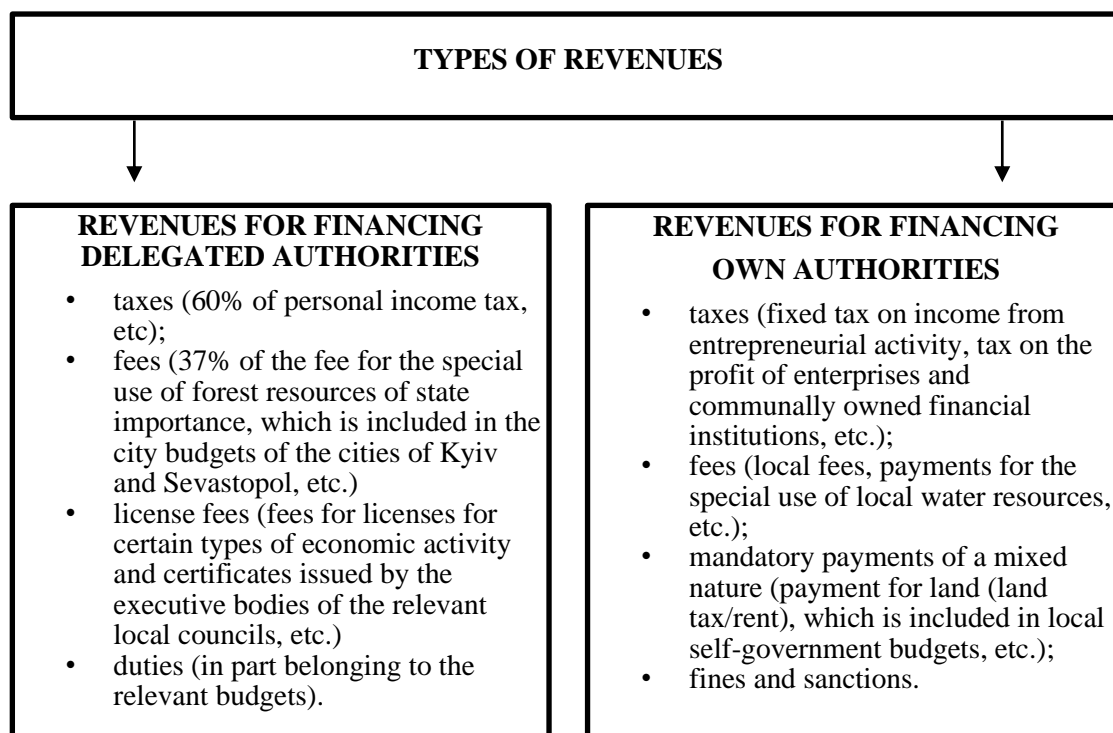 TYPES OF REVENUES
REVENUES FOR FINANCING
DELEGATED AUTHORITIES
• taxes (60% of personal income tax,
etc);
• fees (37% of the fee for the special
use of forest resources of state
importance, which is included in the
city budgets of the cities of Kyiv
and Sevastopol, etc.)
• license fees (fees for licenses for
certain types of economic activity
and certificates issued by the
executive bodies of the relevant
local councils, etc.)
• duties (in part belonging to the
relevant budgets).
REVENUES FOR FINANCING
OWN AUTHORITIES
• taxes (fixed tax on income from
entrepreneurial activity, tax on the
profit of enterprises and
communally owned financial
institutions, etc.);
• fees (local fees, payments for the
special use of local water resources,
etc.);
• mandatory payments of a mixed
nature (payment for land (land
tax/rent), which is included in local
self-government budgets, etc.);
• fines and sanctions.